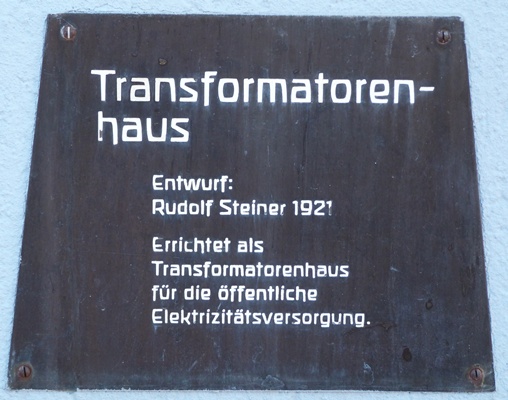 Transformatoren-
haus
Entwurf:
Rudolf Steiner 1921
Errichtet als
Transformatorenhaus
für die öffentliche
Elektrizitätsversorgung.